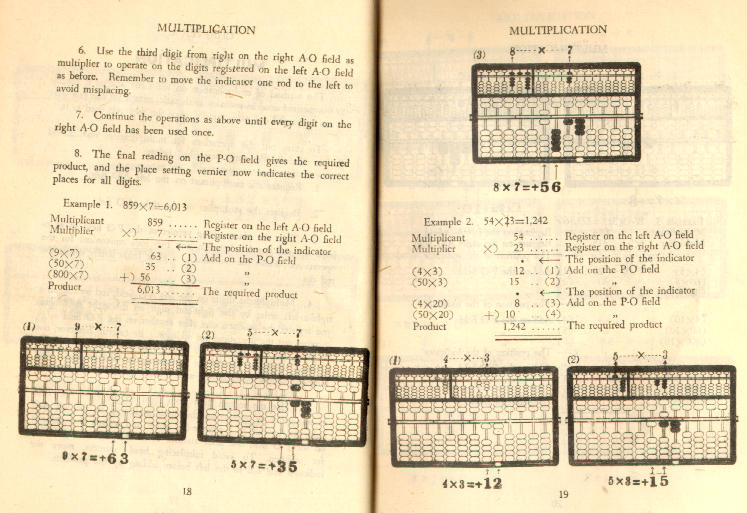 MULTIPLICATION
6. Use the third digit from right on the right A-O field as
multiplier to operate on the digits registered on the left A-O field
as before. Remember to move the indicator one rod to the left to
avoid misplacing.
7. Continue the operations as above until every digit on the
right A-O field has been used once.
8. The final reading on the P-O field gives the required
product, and the place setting vernier now indicates the correct
places for all digits.
Example 1. 859×7=6,013
Multiplicant 859 ...... Register on the left A-O field
Multiplier ×) 7 ...... Register on the right A-O field
• ←— The position of the indicator
(9×7) 63 .. (1) Add on the P-O field
(50×7) 35 .. (2)
(800×7) +) 56 .. (3) ,,
Product 6,013 ...... The required product
(1) 9---×---7
9×7=+63
(2) 5-----×-----7
5×7=+35
18
MULTIPLICATION
(3) 8-----×-----7
8×7=+56
Example 2. 54×23=1,242
Multiplicant 54 ...... Register on the left A-O field
Multiplier ×) 23 ...... Register on the right A-O field
• ←— The position of the indicator
(4×3) 12 .. (1) Add on the P O field
(50×3) 15 .. (2) ,,
• ←— The position of the indicator
(4×20) 8 .. (3) Add on the P-O field
(50×20) +) 10 .. (4) ,,
Product 1,242 ...... The required product
(1) 4----×----3
4×3=+12
(2) 5----×----3
5×3=+15
19